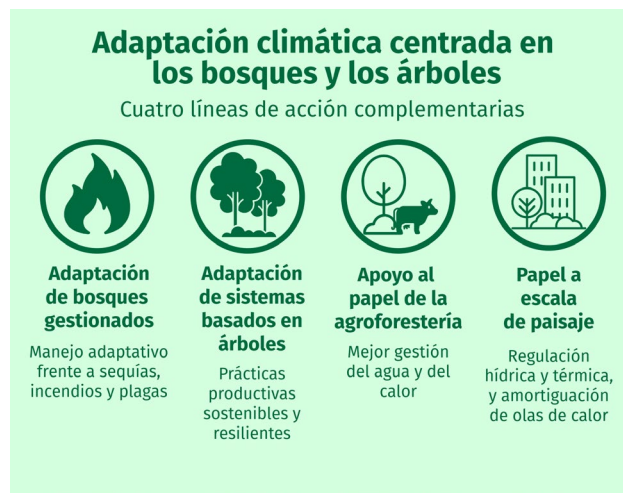 Adaptación climática centrada en
los bosques y los árboles
Cuatro líneas de acción complementarias
Adaptación
de bosques
gestionados
Manejo adaptativo
frente a sequías,
incendios y plagas
Adaptación
de sistemas
basados en
árboles
Prácticas
productivas
sostenibles y
resilientes
Apoyo al
papel de la
agroforestería
Mejor gestión
del agua y del
calor
Papel a
escala
de paisaje
Regulación
hídrica y térmica,
y amortiguación
de olas de calor